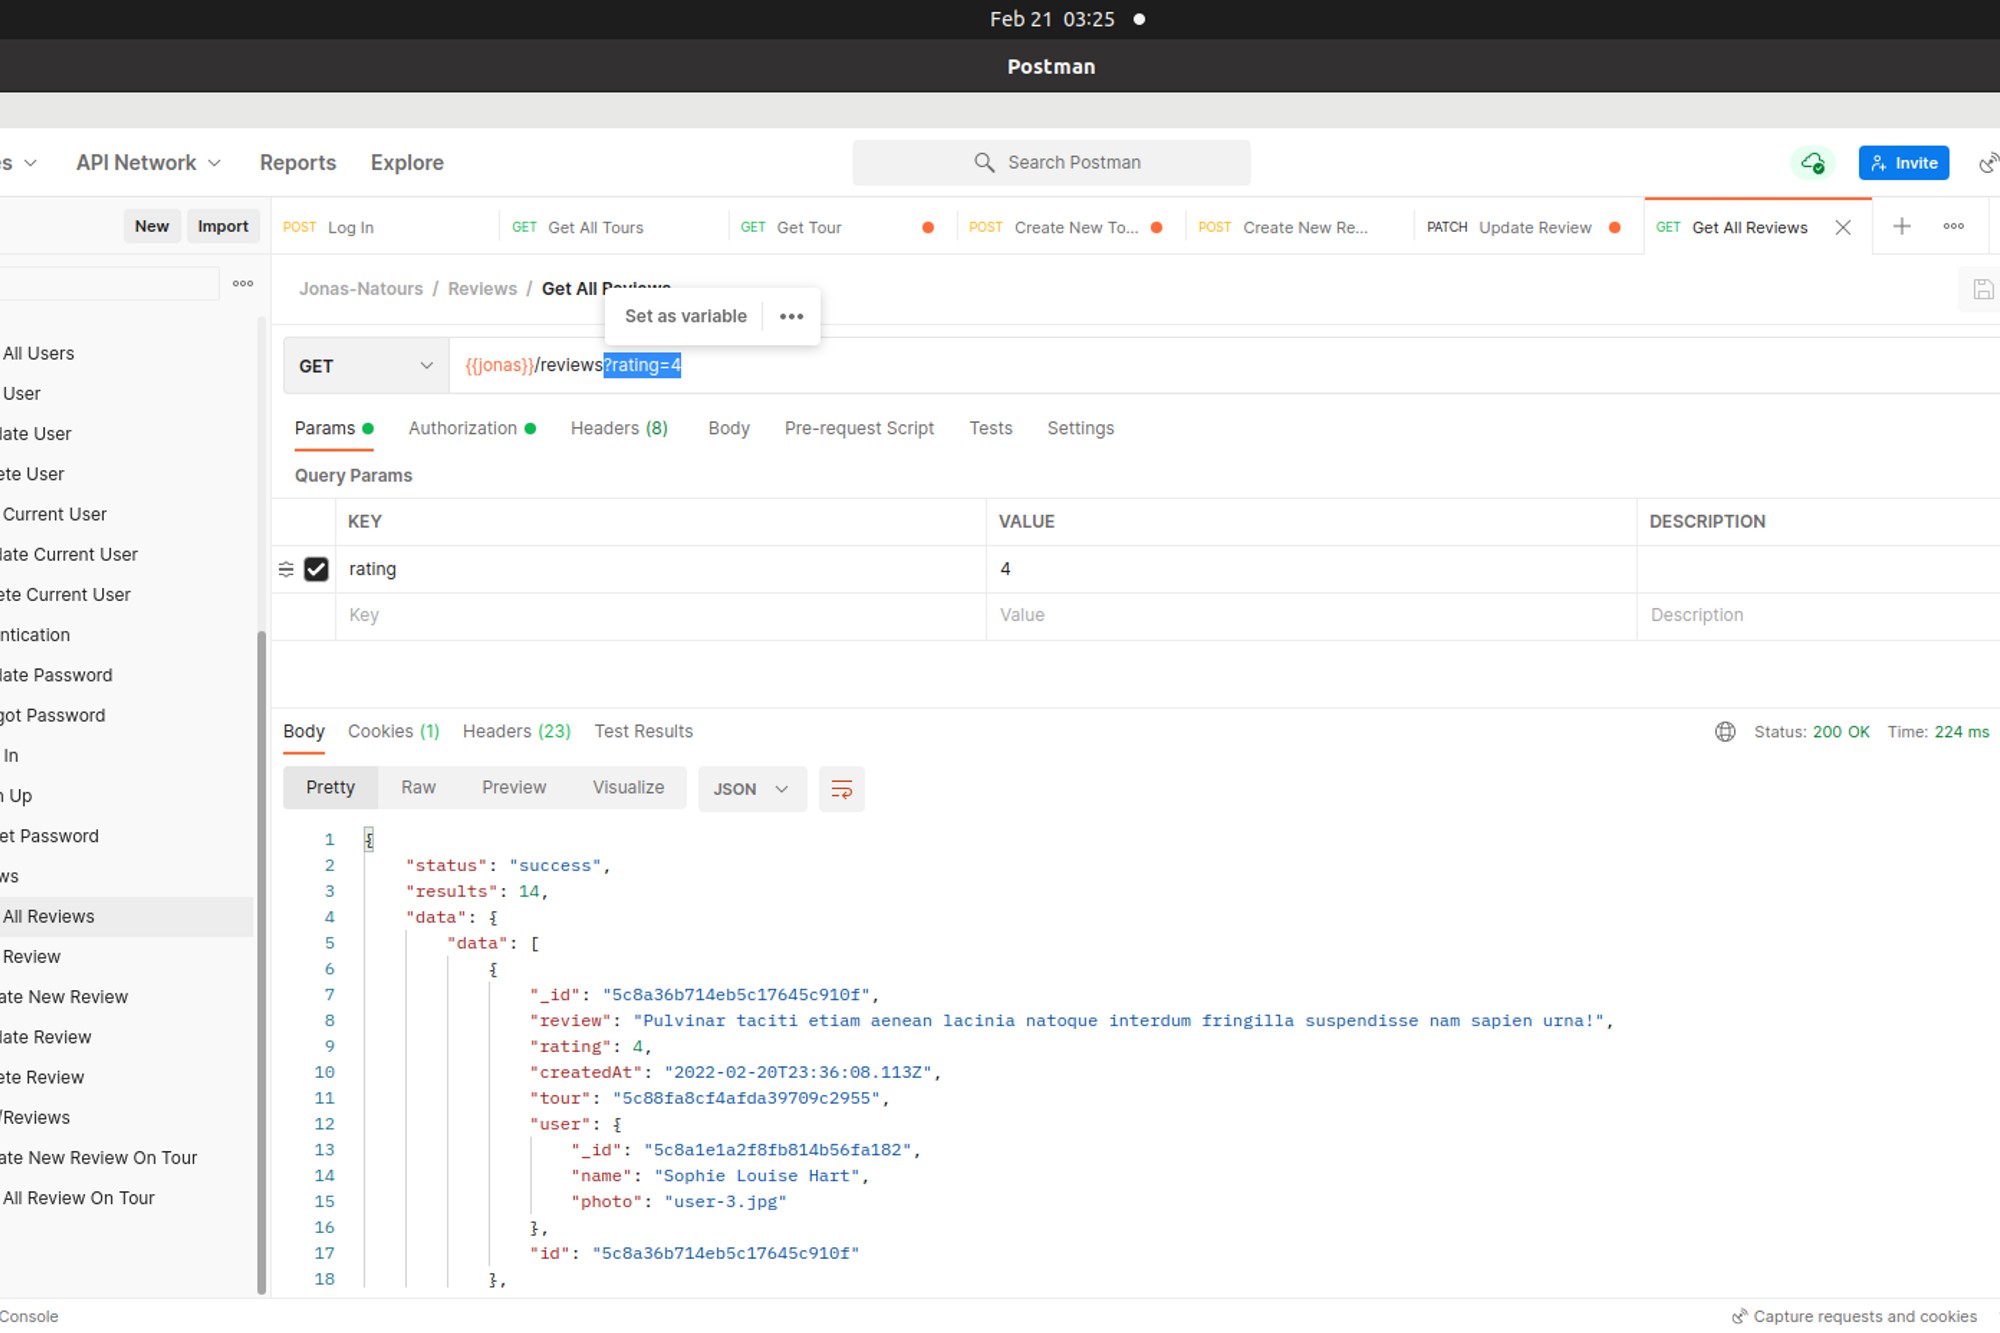 Feb 21 03:25
Postman
s API Network Reports Explore Search Postman Invite
New Import POST Log In GET Get All Tours GET Get Tour POST Create New To... POST Create New Re... PATCH Update Review GET Get All Reviews
Jonas-Natours / Reviews / Get All Reviews
Set as variable
GET {{jonas}}/reviews?rating=4
Params Authorization Headers (8) Body Pre-request Script Tests Settings
Query Params
KEY VALUE DESCRIPTION
rating 4
Key Value Description
All Users
User
late User
ete User
Current User
late Current User
ete Current User
ntication
late Password
got Password
In
n Up
et Password
ws
All Reviews
Review
ate New Review
late Review
ete Review
/Reviews
ate New Review On Tour
All Review On Tour
Body Cookies (1) Headers (23) Test Results Status: 200 OK Time: 224 ms
Pretty Raw Preview Visualize JSON
1 {
2 "status": "success",
3 "results": 14,
4 "data": {
5 "data": [
6 {
7 "_id": "5c8a36b714eb5c17645c910f",
8 "review": "Pulvinar taciti etiam aenean lacinia natoque interdum fringilla suspendisse nam sapien urna!",
9 "rating": 4,
10 "createdAt": "2022-02-20T23:36:08.113Z",
11 "tour": "5c88fa8cf4afda39709c2955",
12 "user": {
13 "_id": "5c8a1e1a2f8fb814b56fa182",
14 "name": "Sophie Louise Hart",
15 "photo": "user-3.jpg"
16 },
17 "id": "5c8a36b714eb5c17645c910f"
18 },
Console Capture requests and cookies